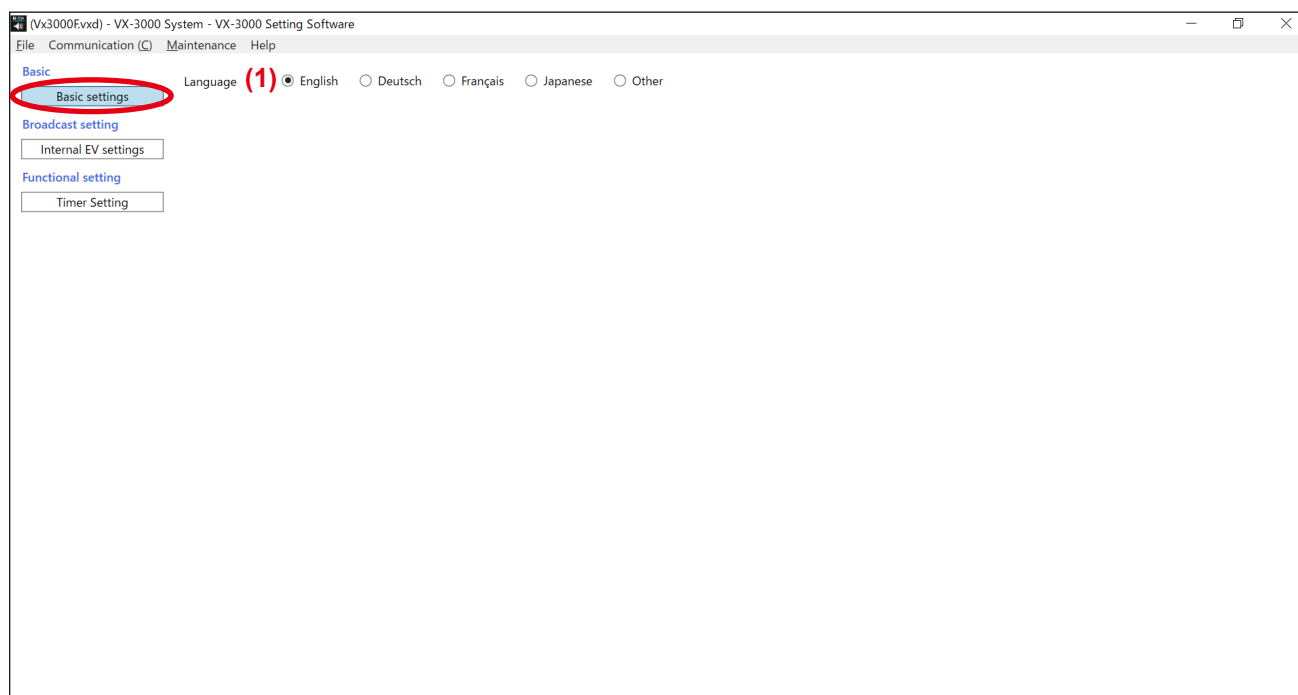 (Vx3000F.vxd) - VX-3000 System - VX-3000 Setting Software
File Communication (C) Maintenance Help
Basic
Language (1) English Deutsch Français Japanese Other
Basic settings
Broadcast setting
Internal EV settings
Functional setting
Timer Setting